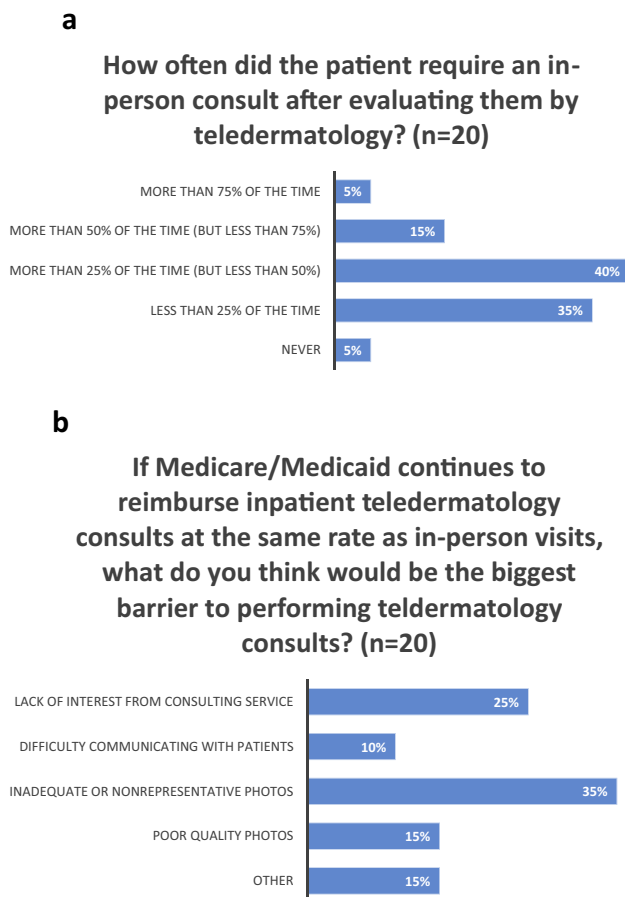 a
How often did the patient require an in-
person consult after evaluating them by
teledermatology? (n=20)
MORE THAN 75% OF THE TIME 5%
MORE THAN 50% OF THE TIME (BUT LESS THAN 75%) 15%
MORE THAN 25% OF THE TIME (BUT LESS THAN 50%) 40%
LESS THAN 25% OF THE TIME 35%
NEVER 5%
b
If Medicare/Medicaid continues to
reimburse inpatient teledermatology
consults at the same rate as in-person visits,
what do you think would be the biggest
barrier to performing teldermatology
consults? (n=20)
LACK OF INTEREST FROM CONSULTING SERVICE 25%
DIFFICULTY COMMUNICATING WITH PATIENTS 10%
INADEQUATE OR NONREPRESENTATIVE PHOTOS 35%
POOR QUALITY PHOTOS 15%
OTHER 15%